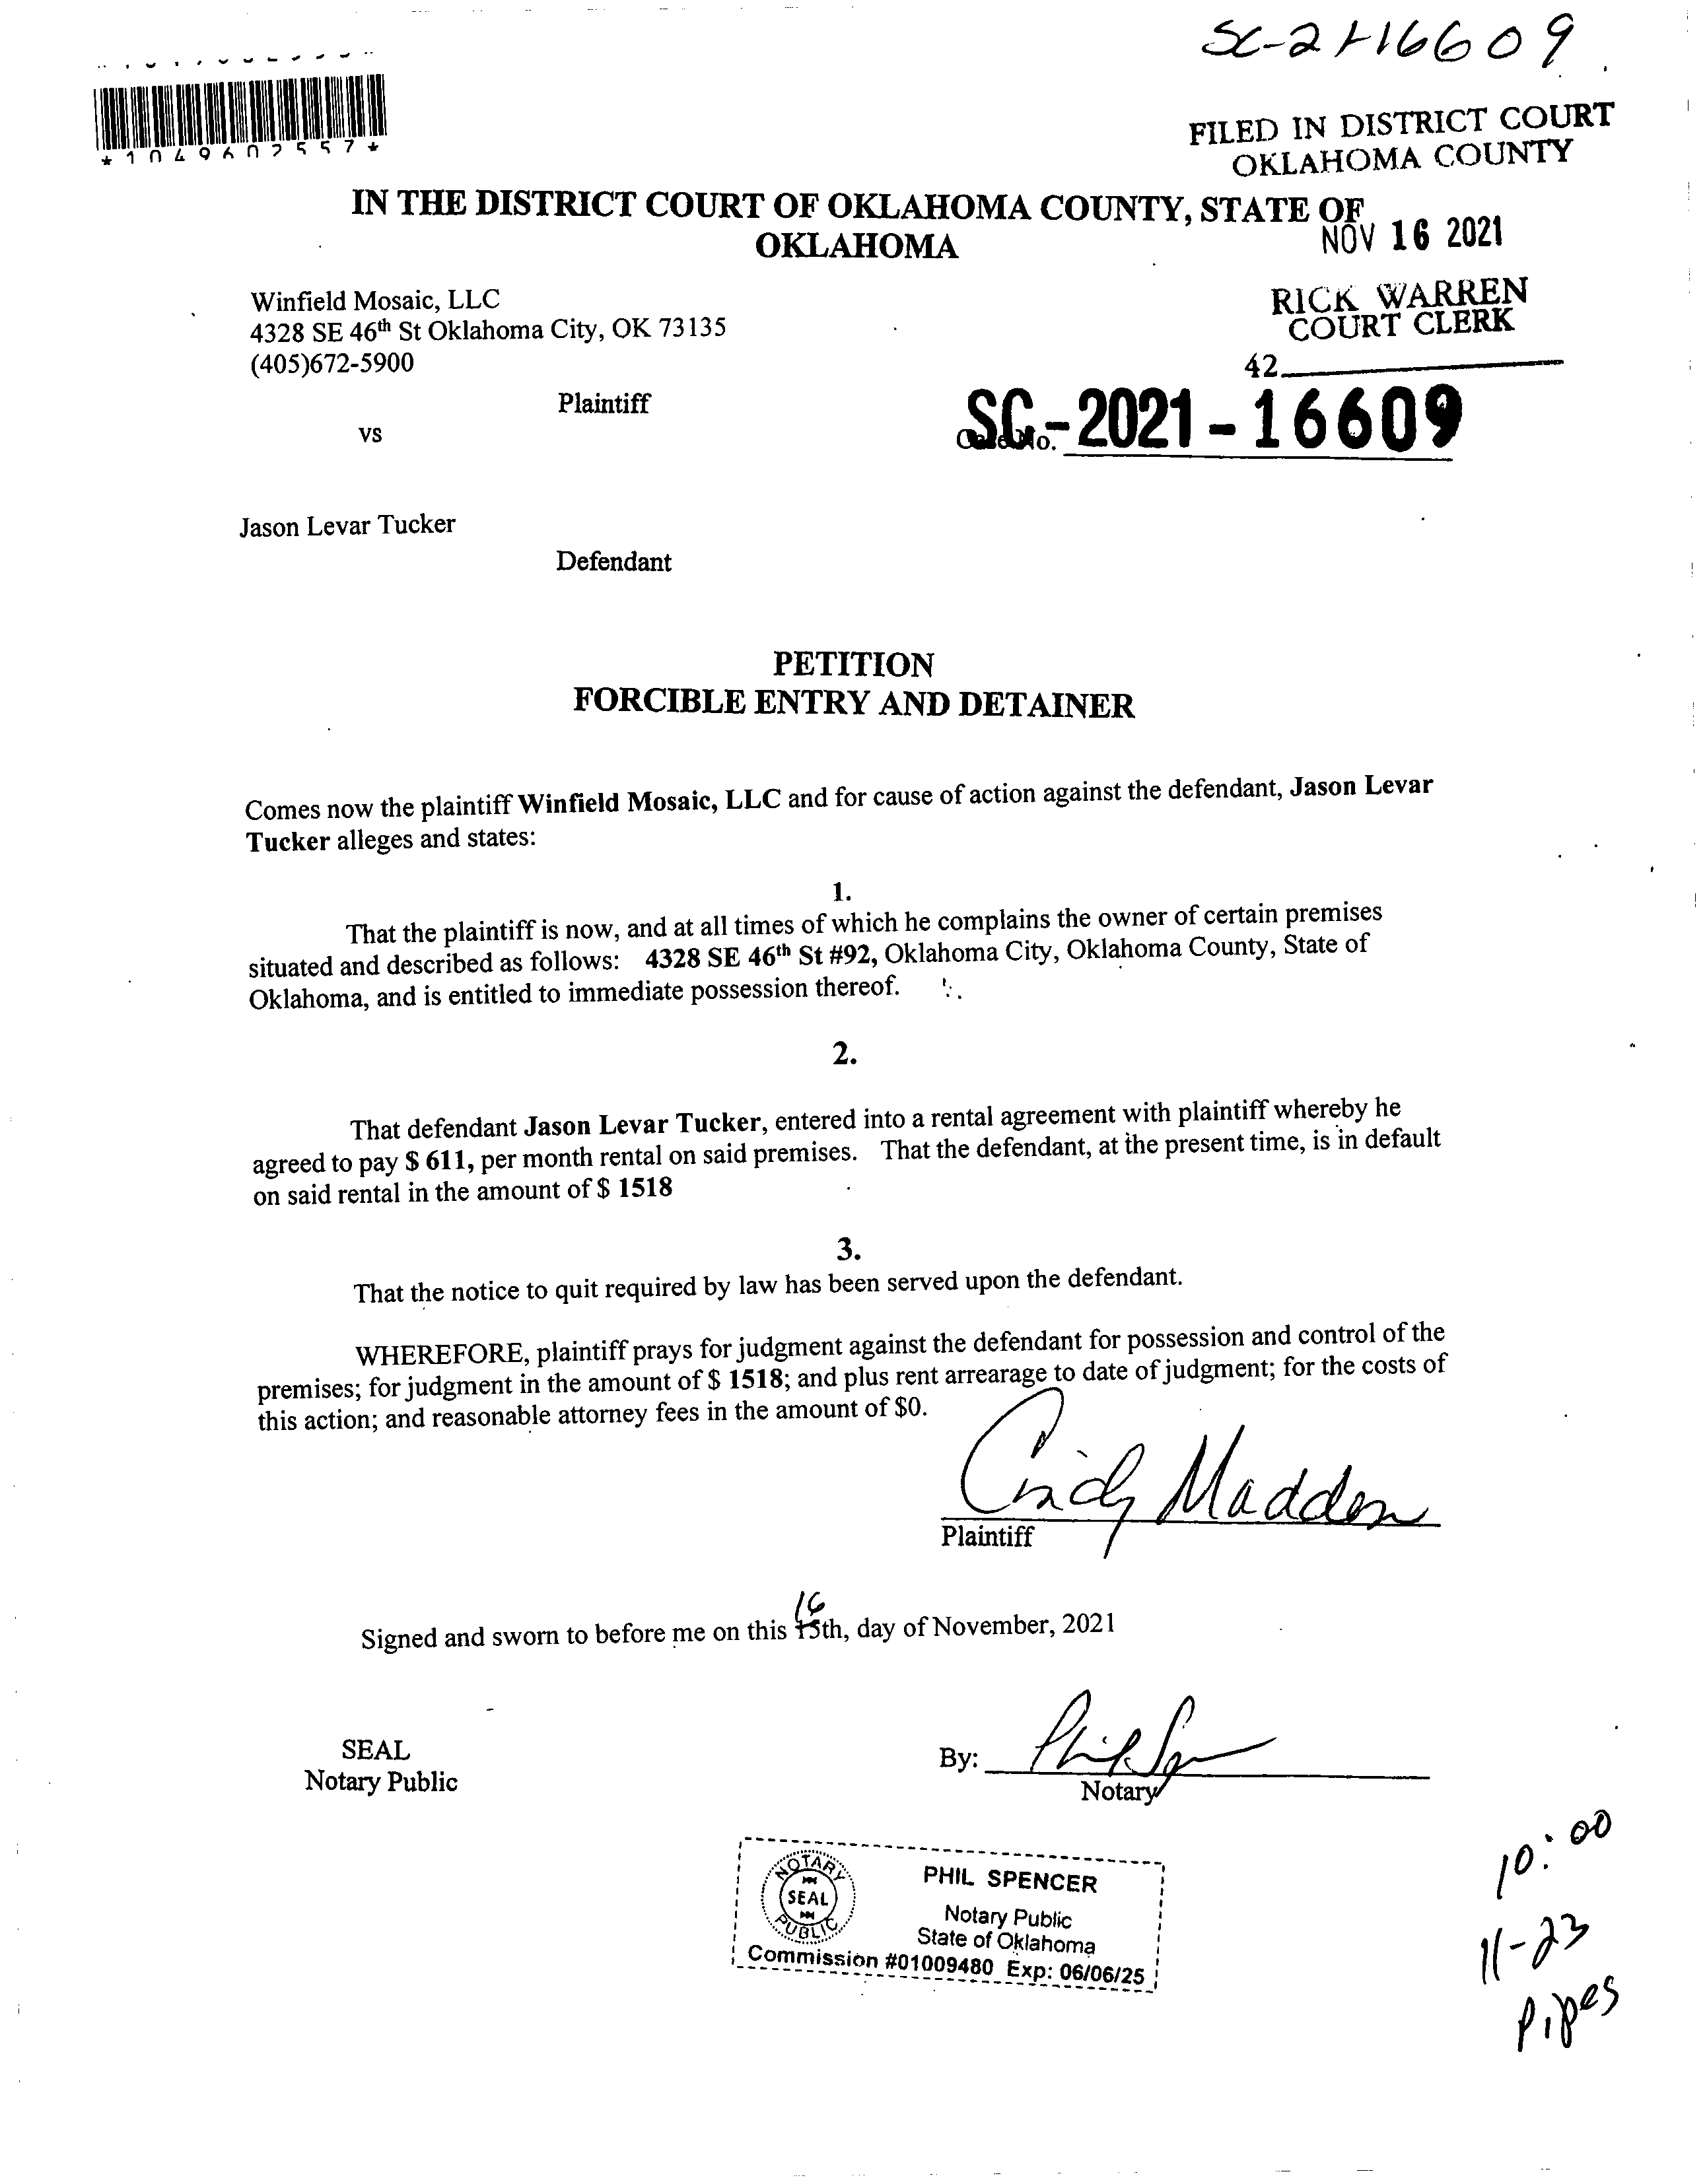 SC-21-16609
*1049602557*
FILED IN DISTRICT COURT
OKLAHOMA COUNTY
IN THE DISTRICT COURT OF OKLAHOMA COUNTY, STATE OF
OKLAHOMA
NOV 16 2021
Winfield Mosaic, LLC
4328 SE 46th St Oklahoma City, OK 73135
(405)672-5900
RICK WARREN
COURT CLERK
42
Plaintiff
vs
Case No. SC-2021-16609
Jason Levar Tucker
Defendant
PETITION
FORCIBLE ENTRY AND DETAINER
Comes now the plaintiff Winfield Mosaic, LLC and for cause of action against the defendant, Jason Levar
Tucker alleges and states:
1.
That the plaintiff is now, and at all times of which he complains the owner of certain premises
situated and described as follows: 4328 SE 46th St #92, Oklahoma City, Oklahoma County, State of
Oklahoma, and is entitled to immediate possession thereof.
2.
That defendant Jason Levar Tucker, entered into a rental agreement with plaintiff whereby he
agreed to pay $ 611, per month rental on said premises. That the defendant, at the present time, is in default
on said rental in the amount of $ 1518
3.
That the notice to quit required by law has been served upon the defendant.
WHEREFORE, plaintiff prays for judgment against the defendant for possession and control of the
premises; for judgment in the amount of $ 1518; and plus rent arrearage to date of judgment; for the costs of
this action; and reasonable attorney fees in the amount of $0.
Cindy Madden
Plaintiff
16
Signed and sworn to before me on this 15th, day of November, 2021
SEAL
Notary Public
By: Phil Spencer
Notary
NOTARY PUBLIC
SEAL
PHIL SPENCER
Notary Public
State of Oklahoma
Commission #01009480 Exp: 06/06/25
10:00
11-23
Pipes